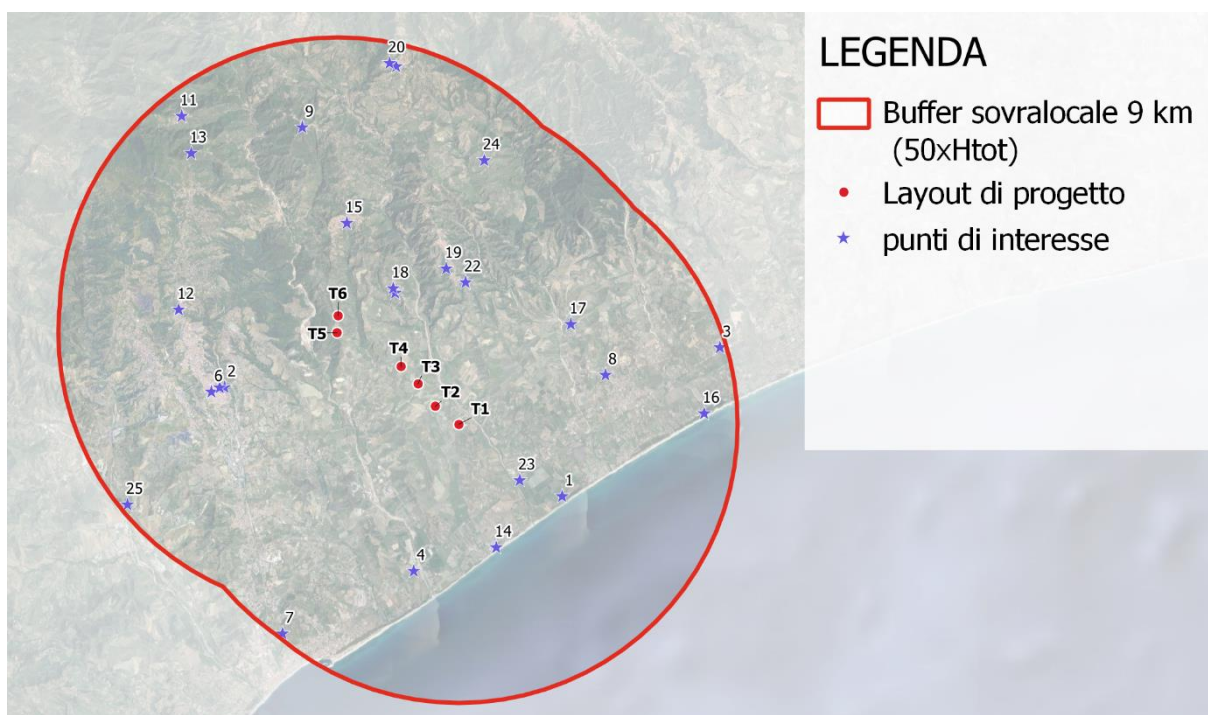 LEGENDA
Buffer sovralocale 9 km
(50xHtot)
Layout di progetto
punti di interesse
20
11
9
13
24
15
19
22
18
12
T6
17
T5
3
T4
8
T3
6 2
T2
16
T1
23
25
1
14
4
7